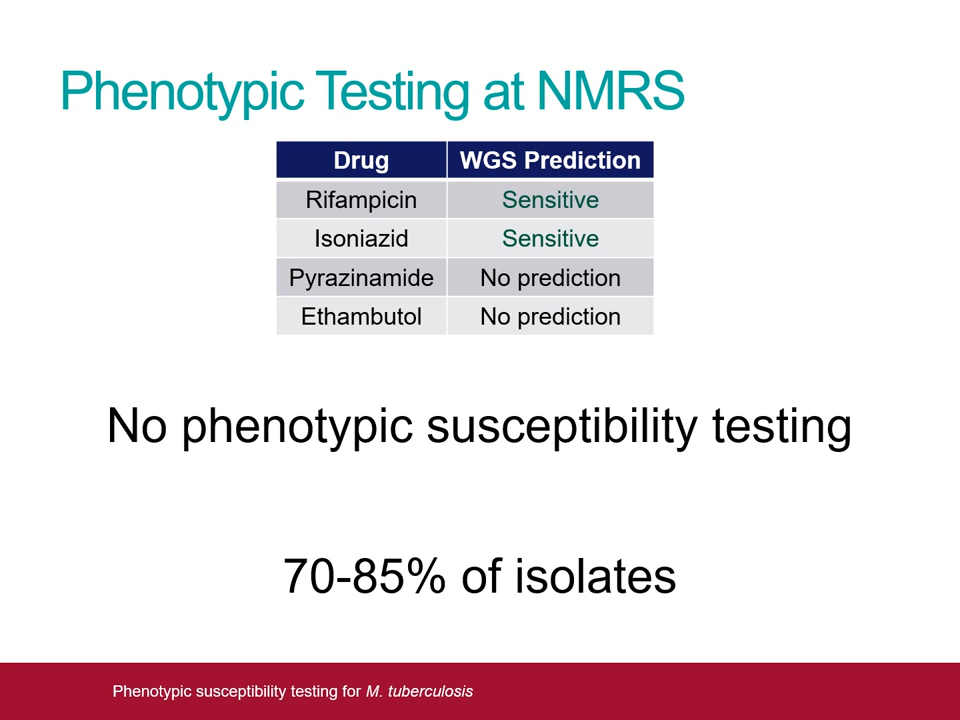 Phenotypic Testing at NMRS
Drug WGS Prediction
Rifampicin Sensitive
Isoniazid Sensitive
Pyrazinamide No prediction
Ethambutol No prediction
No phenotypic susceptibility testing
70-85% of isolates
Phenotypic susceptibility testing for M. tuberculosis